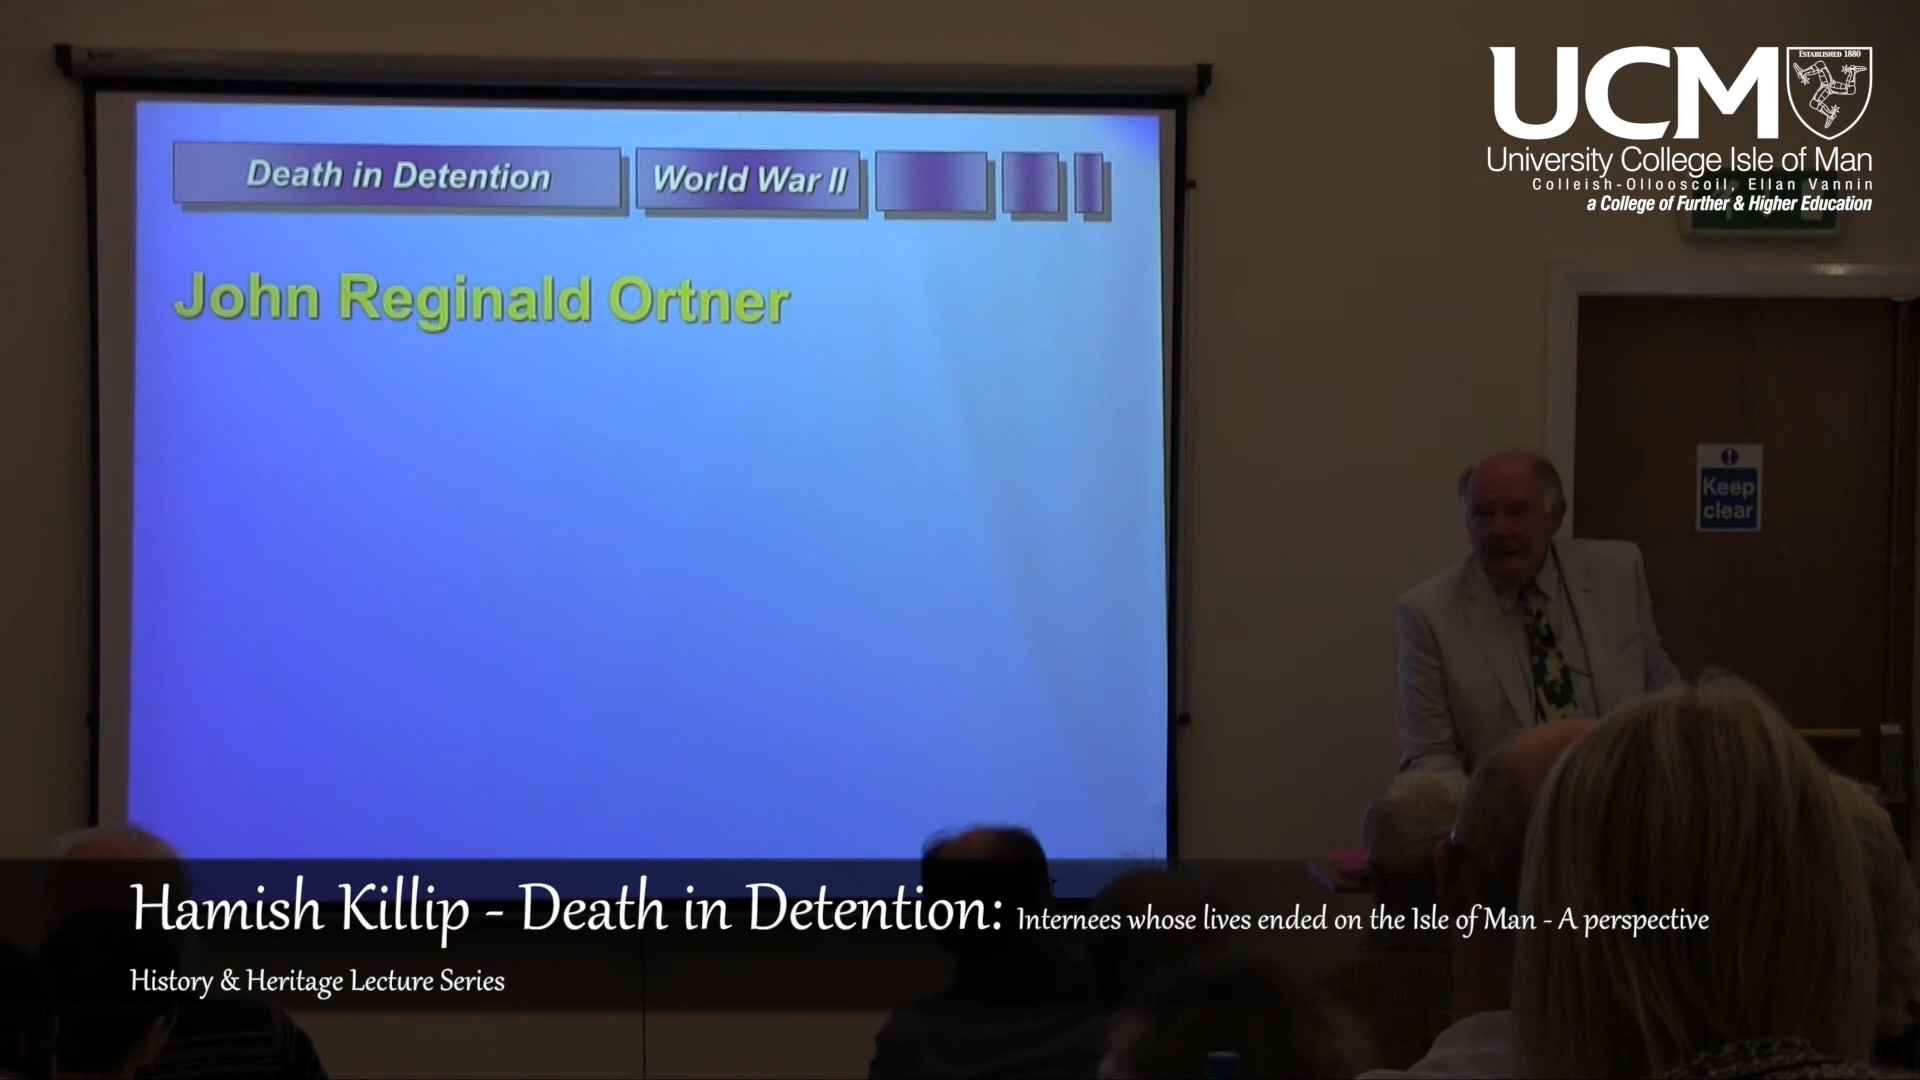 Death in Detention
World War II
John Reginald Ortner
ESTABLISHED 1880
UCM
University College Isle of Man
Colleish-Ollooscoil, Ellan Vannin
a College of Further & Higher Education
Keep
clear
Hamish Killip - Death in Detention: Internees whose lives ended on the Isle of Man - A perspective
History & Heritage Lecture Series